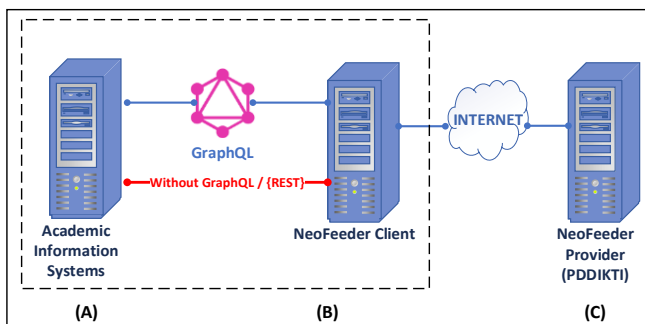 GraphQL
INTERNET
Without GraphQL / {REST}
Academic
Information
Systems
NeoFeeder Client
NeoFeeder
Provider
(PDDIKTI)
(A)
(B)
(C)